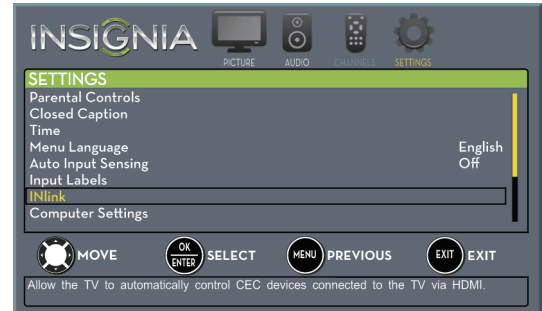 INSIGNIA
PICTURE AUDIO CHANNELS SETTINGS
SETTINGS
Parental Controls
Closed Caption
Time
Menu Language English
Auto Input Sensing Off
Input Labels
INlink
Computer Settings
MOVE OK ENTER SELECT MENU PREVIOUS EXIT EXIT
Allow the TV to automatically control CEC devices connected to the TV via HDMI.